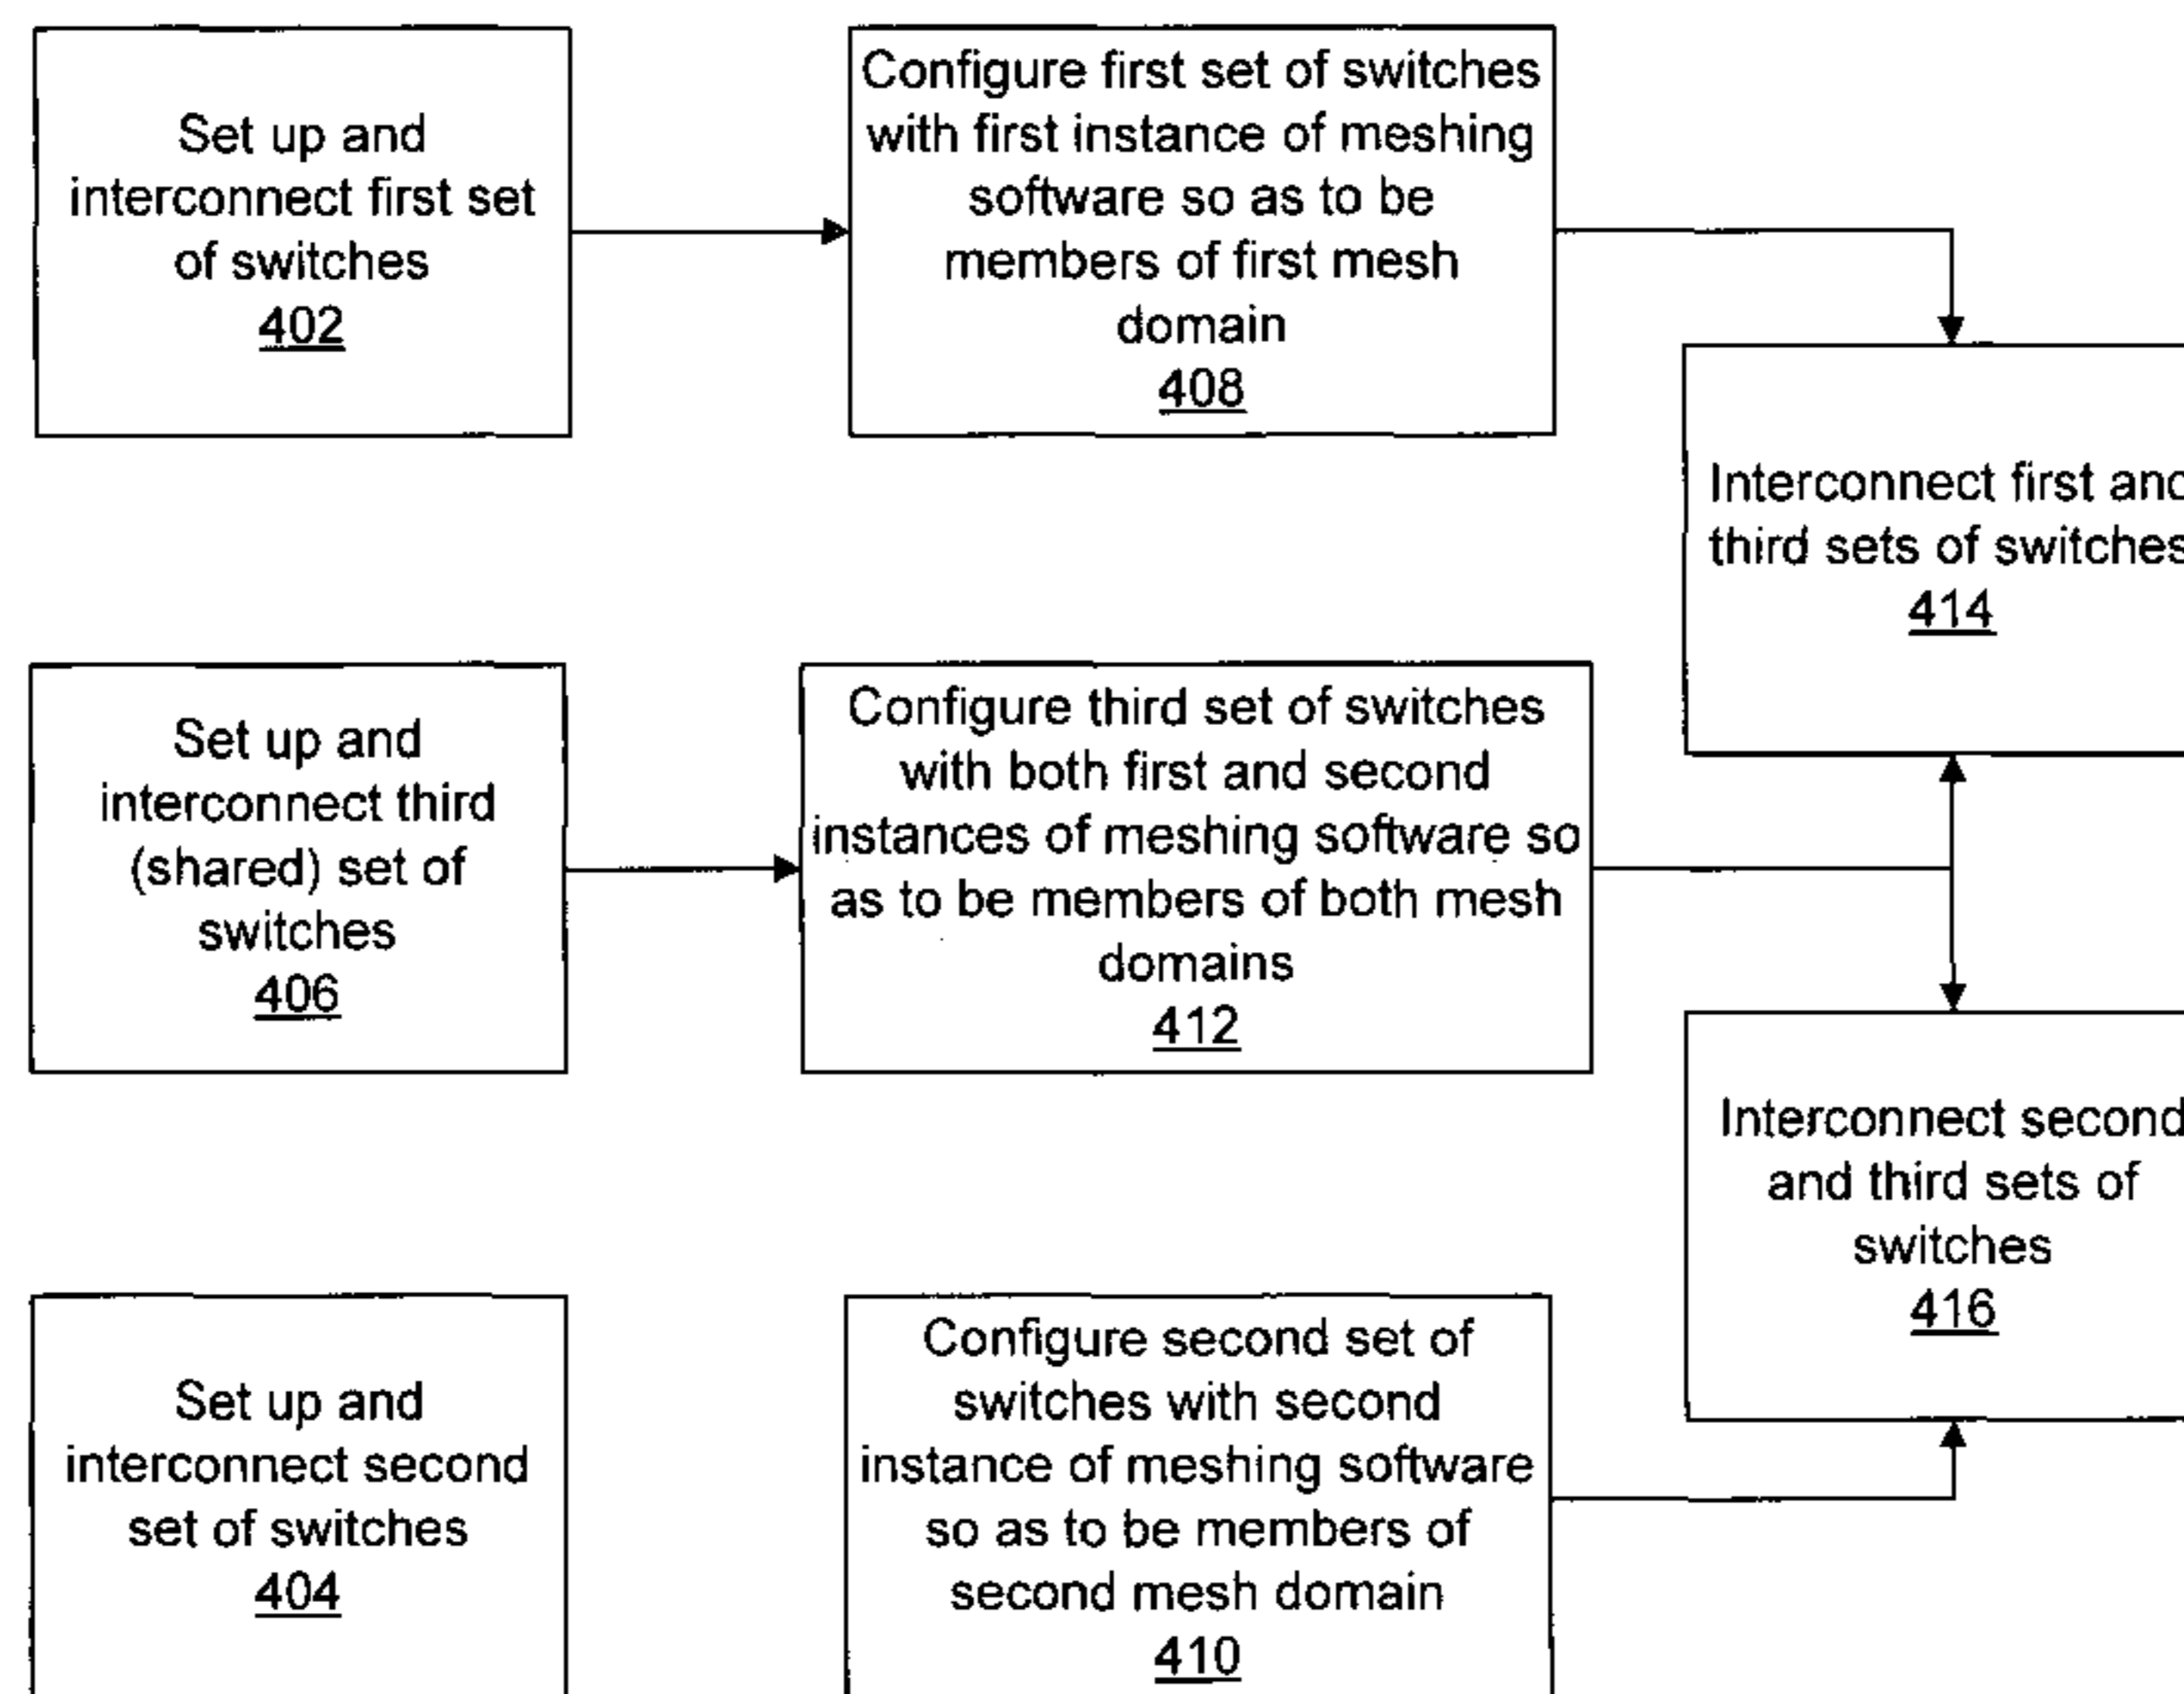 Set up and
interconnect first set
of switches
402
Configure first set of switches
with first instance of meshing
software so as to be
members of first mesh
domain
408
Interconnect first and
third sets of switches
414
Set up and
interconnect third
(shared) set of
switches
406
Configure third set of switches
with both first and second
instances of meshing software so
as to be members of both mesh
domains
412
Interconnect second
and third sets of
switches
416
Set up and
interconnect second
set of switches
404
Configure second set of
switches with second
instance of meshing software
so as to be members of
second mesh domain
410